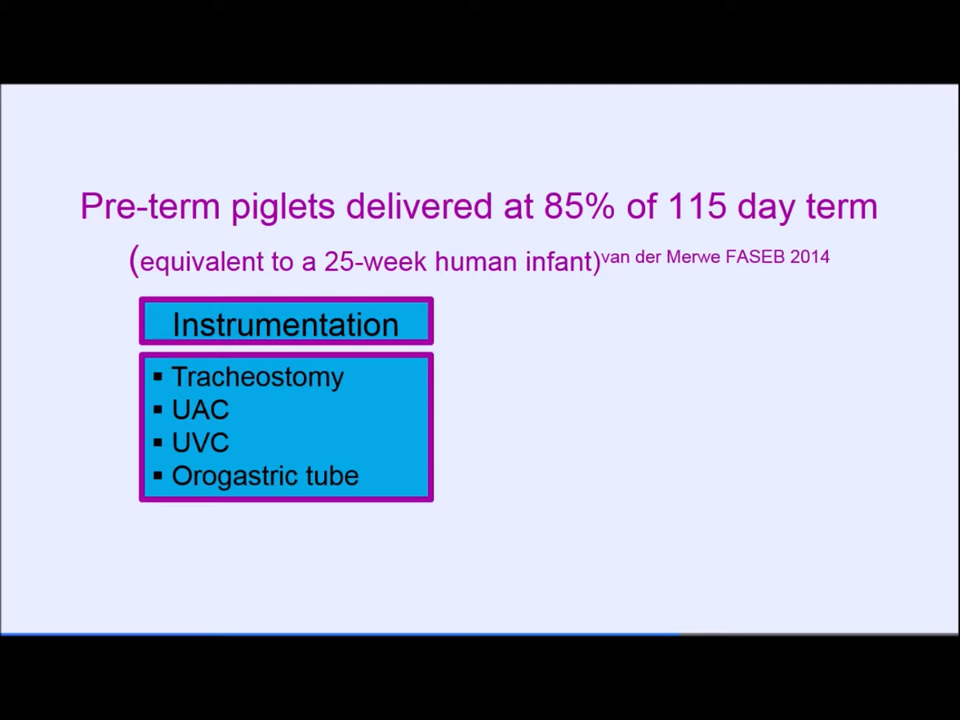 Pre-term piglets delivered at 85% of 115 day term
(equivalent to a 25-week human infant)van der Merwe FASEB 2014
Instrumentation
▪ Tracheostomy
▪ UAC
▪ UVC
▪ Orogastric tube